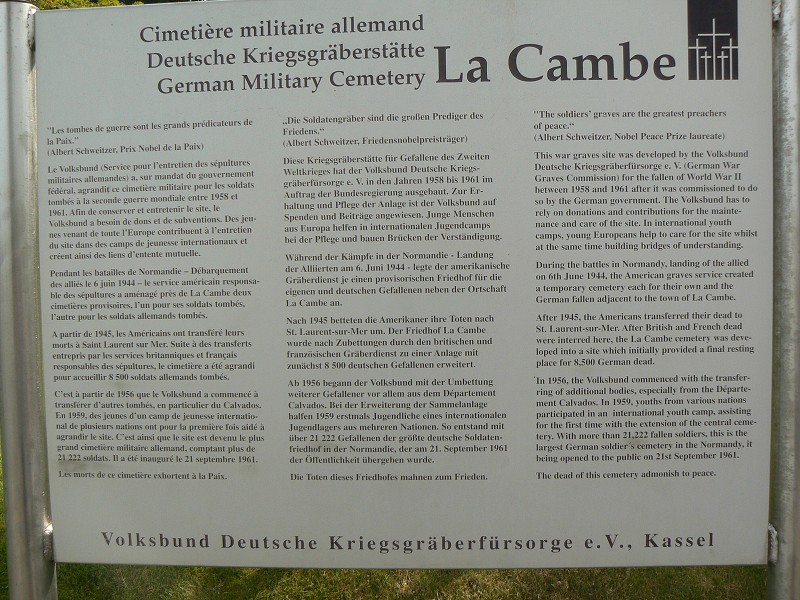 Cimetière militaire allemand
Deutsche Kriegsgräberstätte
German Military Cemetery
La Cambe
"Les tombes de guerre sont les grands prédicateurs de
la Paix."
(Albert Schweitzer, Prix Nobel de la Paix)
Le Volksbund (Service pour l'entretien des sépultures
militaires allemandes) a, sur mandat du gouvernement
fédéral, agrandit ce cimetière militaire pour les soldats
tombés à la seconde guerre mondiale entre 1958 et
1961. Afin de conserver et entretenir le site, le
Volksbund a besoin de dons et de subventions. Des jeu-
nes venant de toute l'Europe contribuent à l'entretien
du site dans des camps de jeunesse internationaux et
créent ainsi des liens d'entente mutuelle.
Pendant les batailles de Normandie – Débarquement
des alliés le 6 juin 1944 – le service américain responsa-
ble des sépultures a aménagé près de La Cambe deux
cimetières provisoires, l'un pour ses soldats tombés,
l'autre pour les soldats allemands tombés.
A partir de 1945, les Américains ont transféré leurs
morts à Saint Laurent sur Mer. Suite à des transferts
entrepris par les services britanniques et français
responsables des sépultures, le cimetière a été agrandi
pour accueillir 8 500 soldats allemands tombés.
C'est à partir de 1956 que le Volksbund a commencé à
transférer d'autres tombés, en particulier du Calvados.
En 1959, des jeunes d'un camp de jeunesse internatio-
nal de plusieurs nations ont pour la première fois aidé à
agrandir le site. C'est ainsi que le site est devenu le plus
grand cimetière militaire allemand, comptant plus de
21 222 soldats. Il a été inauguré le 21 septembre 1961.
Les morts de ce cimetière exhortent à la Paix.
„Die Soldatengräber sind die großen Prediger des
Friedens.“
(Albert Schweitzer, Friedensnobelpreisträger)
Diese Kriegsgräberstätte für Gefallene des Zweiten
Weltkrieges hat der Volksbund Deutsche Kriegs-
gräberfürsorge e. V. in den Jahren 1958 bis 1961 im
Auftrag der Bundesregierung ausgebaut. Zur Er-
haltung und Pflege der Anlage ist der Volksbund auf
Spenden und Beiträge angewiesen. Junge Menschen
aus Europa helfen in internationalen Jugendcamps
bei der Pflege und bauen Brücken der Verständigung.
Während der Kämpfe in der Normandie - Landung
der Alliierten am 6. Juni 1944 - legte der amerikanische
Gräberdienst je einen provisorischen Friedhof für die
eigenen und deutschen Gefallenen neben der Ortschaft
La Cambe an.
Nach 1945 betteten die Amerikaner ihre Toten nach
St. Laurent-sur-Mer um. Der Friedhof La Cambe
wurde nach Zubettungen durch den britischen und
französischen Gräberdienst zu einer Anlage mit
zunächst 8 500 deutschen Gefallenen erweitert.
Ab 1956 begann der Volksbund mit der Umbettung
weiterer Gefallener vor allem aus dem Département
Calvados. Bei der Erweiterung der Sammelanlage
halfen 1959 erstmals Jugendliche eines internationalen
Jugendlagers aus mehreren Nationen. So entstand mit
über 21 222 Gefallenen der größte deutsche Soldaten-
friedhof in der Normandie, der am 21. September 1961
der Öffentlichkeit übergeben wurde.
Die Toten dieses Friedhofes mahnen zum Frieden.
"The soldiers' graves are the greatest preachers
of peace.“
(Albert Schweitzer, Nobel Peace Prize laureate)
This war graves site was developed by the Volksbund
Deutsche Kriegsgräberfürsorge e. V. (German War
Graves Commission) for the fallen of World War II
between 1958 and 1961 after it was commissioned to do
so by the German government. The Volksbund has to
rely on donations and contributions for the mainte-
nance and care of the site. In international youth
camps, young Europeans help to care for the site whilst
at the same time building bridges of understanding.
During the battles in Normandy, landing of the allied
on 6th June 1944, the American graves service created
a temporary cemetery each for their own and the
German fallen adjacent to the town of La Cambe.
After 1945, the Americans transferred their dead to
St. Laurent-sur-Mer. After British and French dead
were interred here, the La Cambe cemetery was deve-
loped into a site which initially provided a final resting
place for 8,500 German dead.
In 1956, the Volksbund commenced with the transfer-
ring of additional bodies, especially from the Départe-
ment Calvados. In 1959, youths from various nations
participated in an international youth camp, assisting
for the first time with the extension of the central ceme-
tery. With more than 21,222 fallen soldiers, this is the
largest German soldier's cemetery in the Normandy, it
being opened to the public on 21st September 1961.
The dead of this cemetery admonish to peace.
Volksbund Deutsche Kriegsgräberfürsorge e.V., Kassel